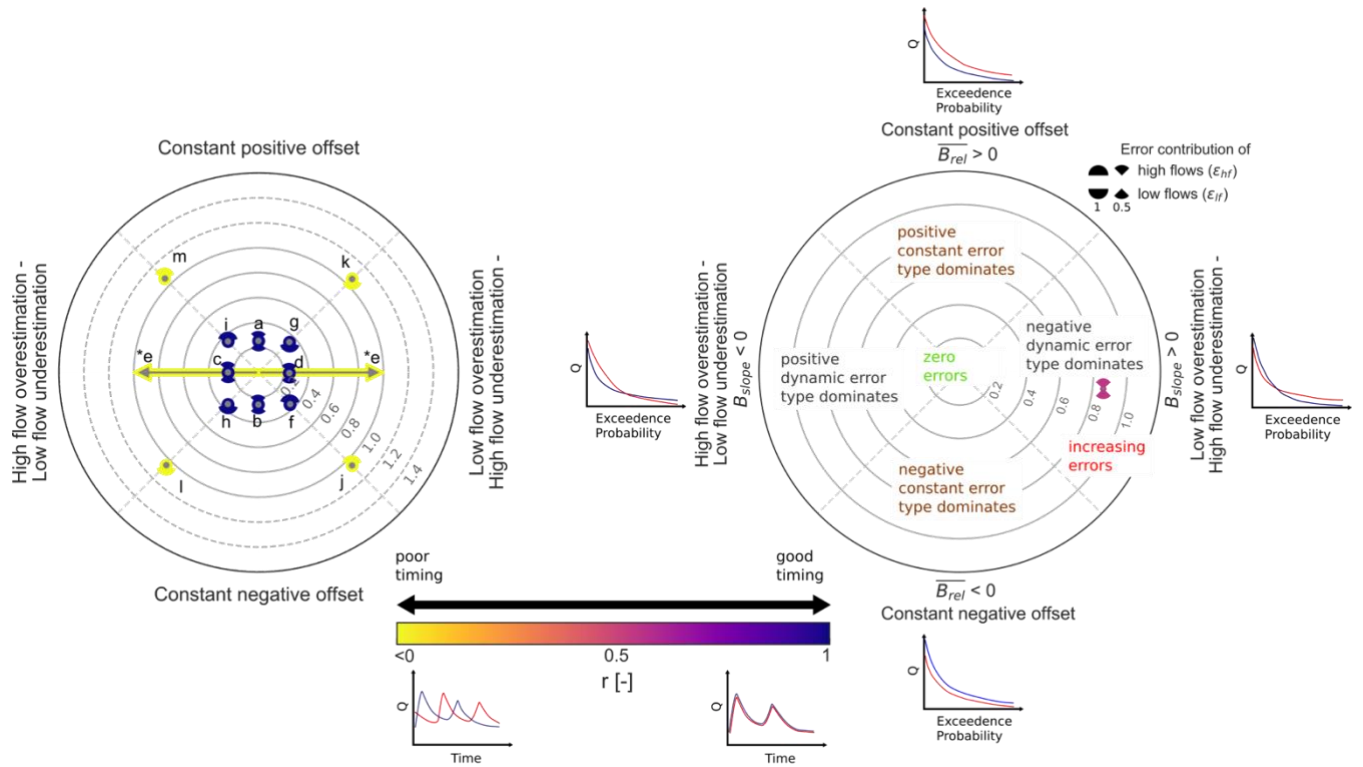 Q
Exceedence
Probability
Constant positive offset
B_rel > 0
Error contribution of
high flows (ε_hf)
low flows (ε_lf)
1 0.5
Constant positive offset
High flow overestimation -
Low flow underestimation
m
k
i
a
g
*e
c
d
*e
h
b
f
l
j
0.2
0.4
0.6
0.8
1.0
1.2
1.4
Low flow overestimation -
High flow underestimation
Constant negative offset
Q
Exceedence
Probability
High flow overestimation -
Low flow underestimation
B_slope < 0
positive
constant error
type dominates
positive
dynamic error
type dominates
zero
errors
negative
dynamic error
type dominates
0.2
0.4
0.6
0.8
1.0
increasing
errors
negative
constant error
type dominates
B_slope > 0
Low flow overestimation -
High flow underestimation
Q
Exceedence
Probability
B_rel < 0
Constant negative offset
Q
Exceedence
Probability
poor
timing
good
timing
<0
0.5
1
r [-]
Q
Time
Q
Time